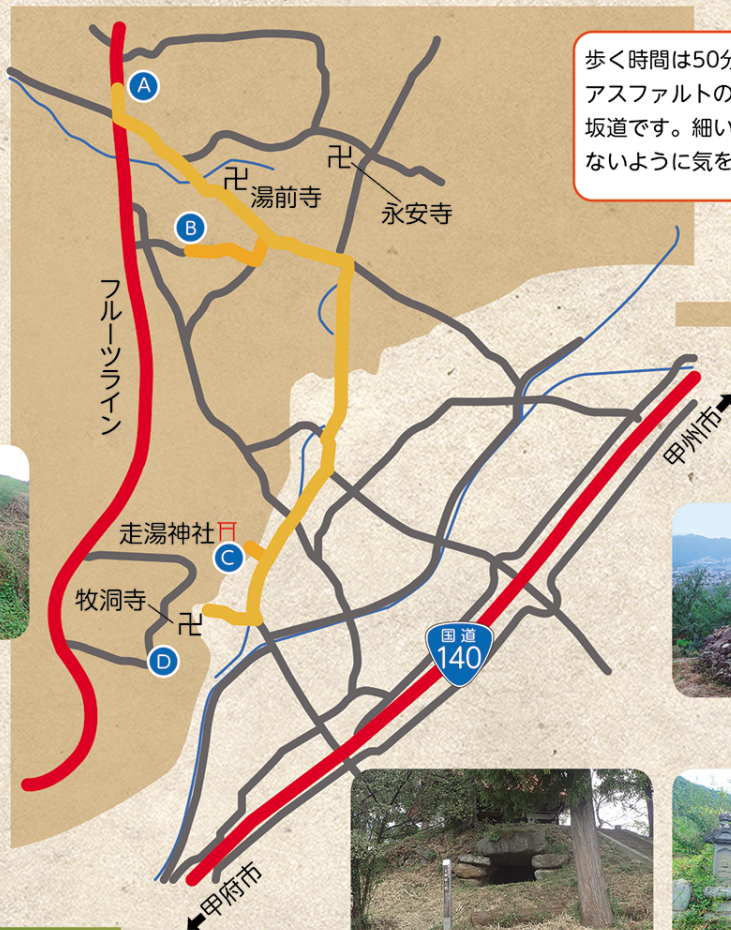 歩く時間は50分
アスファルトの
坂道です。細い
ないように気を
A
卍
湯前寺
卍
永安寺
B
フルーツライン
甲州市
走湯神社
C
牧洞寺
卍
D
国道
140
甲府市